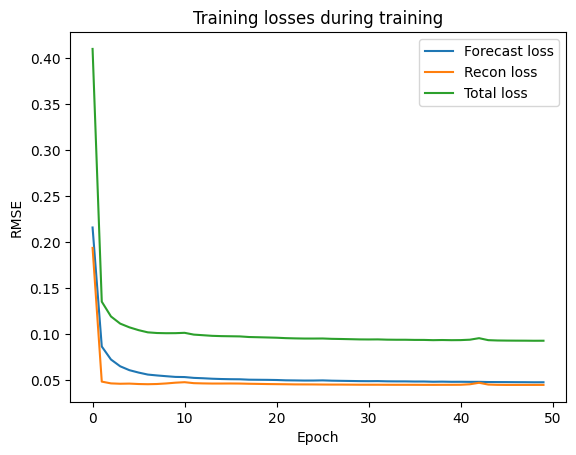 Training losses during training
Forecast loss
Recon loss
Total loss
0.40
0.35
0.30
0.25
0.20
0.15
0.10
0.05
RMSE
0
10
20
30
40
50
Epoch